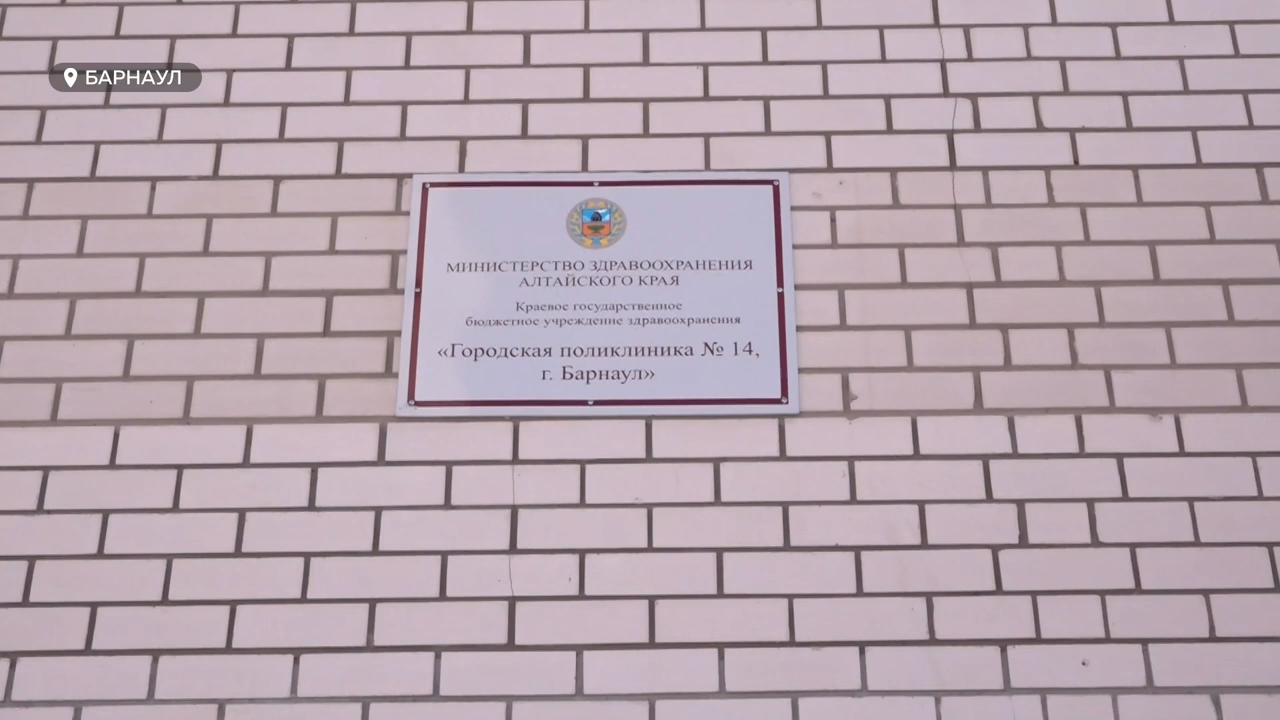 БАРНАУЛ
МИНИСТЕРСТВО ЗДРАВООХРАНЕНИЯ
АЛТАЙСКОГО КРАЯ
Краевое государственное
бюджетное учреждение здравоохранения
«Городская поликлиника № 14,
г. Барнаул»